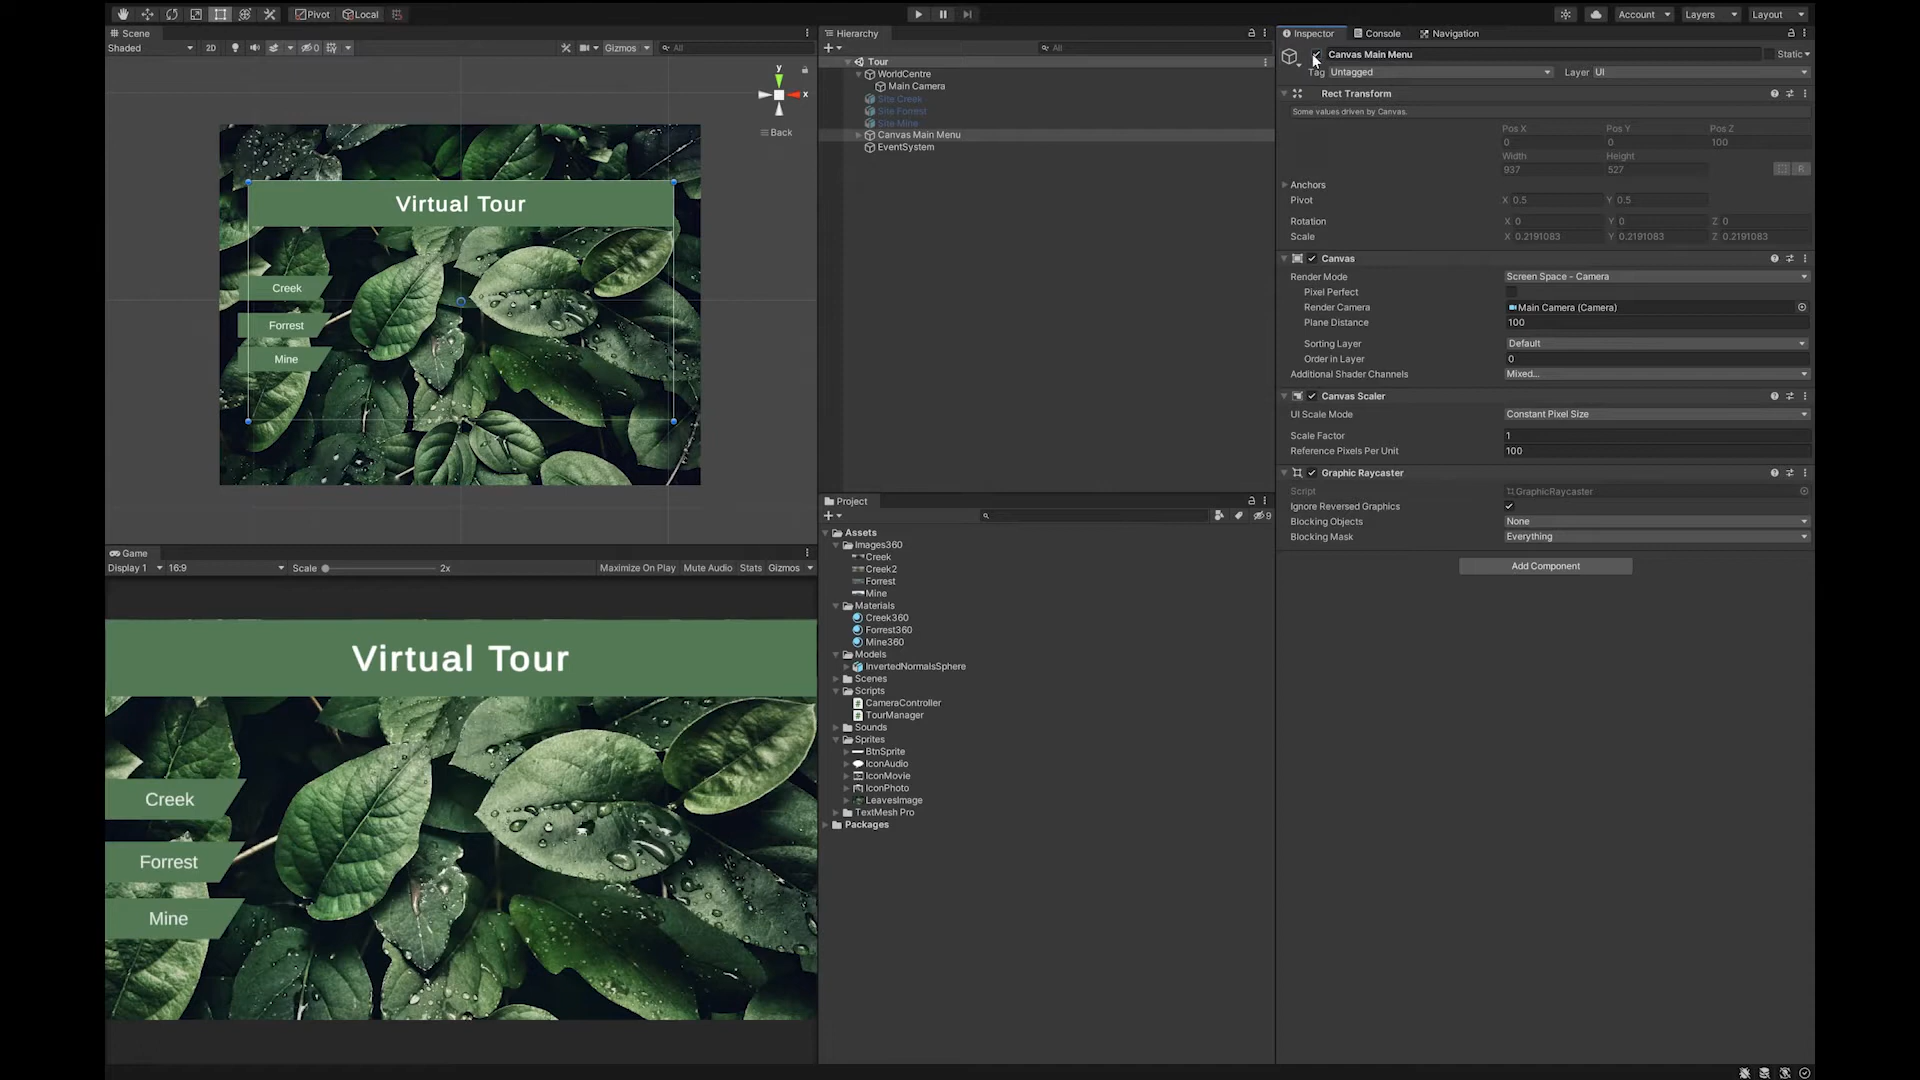 Pivot Local Account Layers Layout
Scene
Shaded 2D 0 Gizmos All
y
x
Back
Virtual Tour
Creek
Forrest
Mine
Game
Display 1 16:9 Scale 2x Maximize On Play Mute Audio Stats Gizmos
Virtual Tour
Creek
Forrest
Mine
Hierarchy
All
Tour
WorldCentre
Main Camera
Site Creek
Site Forrest
Site Mine
Canvas Main Menu
EventSystem
Project
9
Assets
Images360
Creek
Creek2
Forrest
Mine
Materials
Creek360
Forrest360
Mine360
Models
InvertedNormalsSphere
Scenes
Scripts
CameraController
TourManager
Sounds
Sprites
BtnSprite
IconAudio
IconMovie
IconPhoto
LeavesImage
TextMesh Pro
Packages
Inspector Console Navigation
Canvas Main Menu Static
Tag Untagged Layer UI
Rect Transform
Some values driven by Canvas.
Pos X Pos Y Pos Z
0 0 100
Width Height
937 527
R
Anchors
Pivot X 0.5 Y 0.5
Rotation X 0 Y 0 Z 0
Scale X 0.2191083 Y 0.2191083 Z 0.2191083
Canvas
Render Mode Screen Space - Camera
Pixel Perfect
Render Camera Main Camera (Camera)
Plane Distance 100
Sorting Layer Default
Order in Layer 0
Additional Shader Channels Mixed...
Canvas Scaler
UI Scale Mode Constant Pixel Size
Scale Factor 1
Reference Pixels Per Unit 100
Graphic Raycaster
Script GraphicRaycaster
Ignore Reversed Graphics
Blocking Objects None
Blocking Mask Everything
Add Component